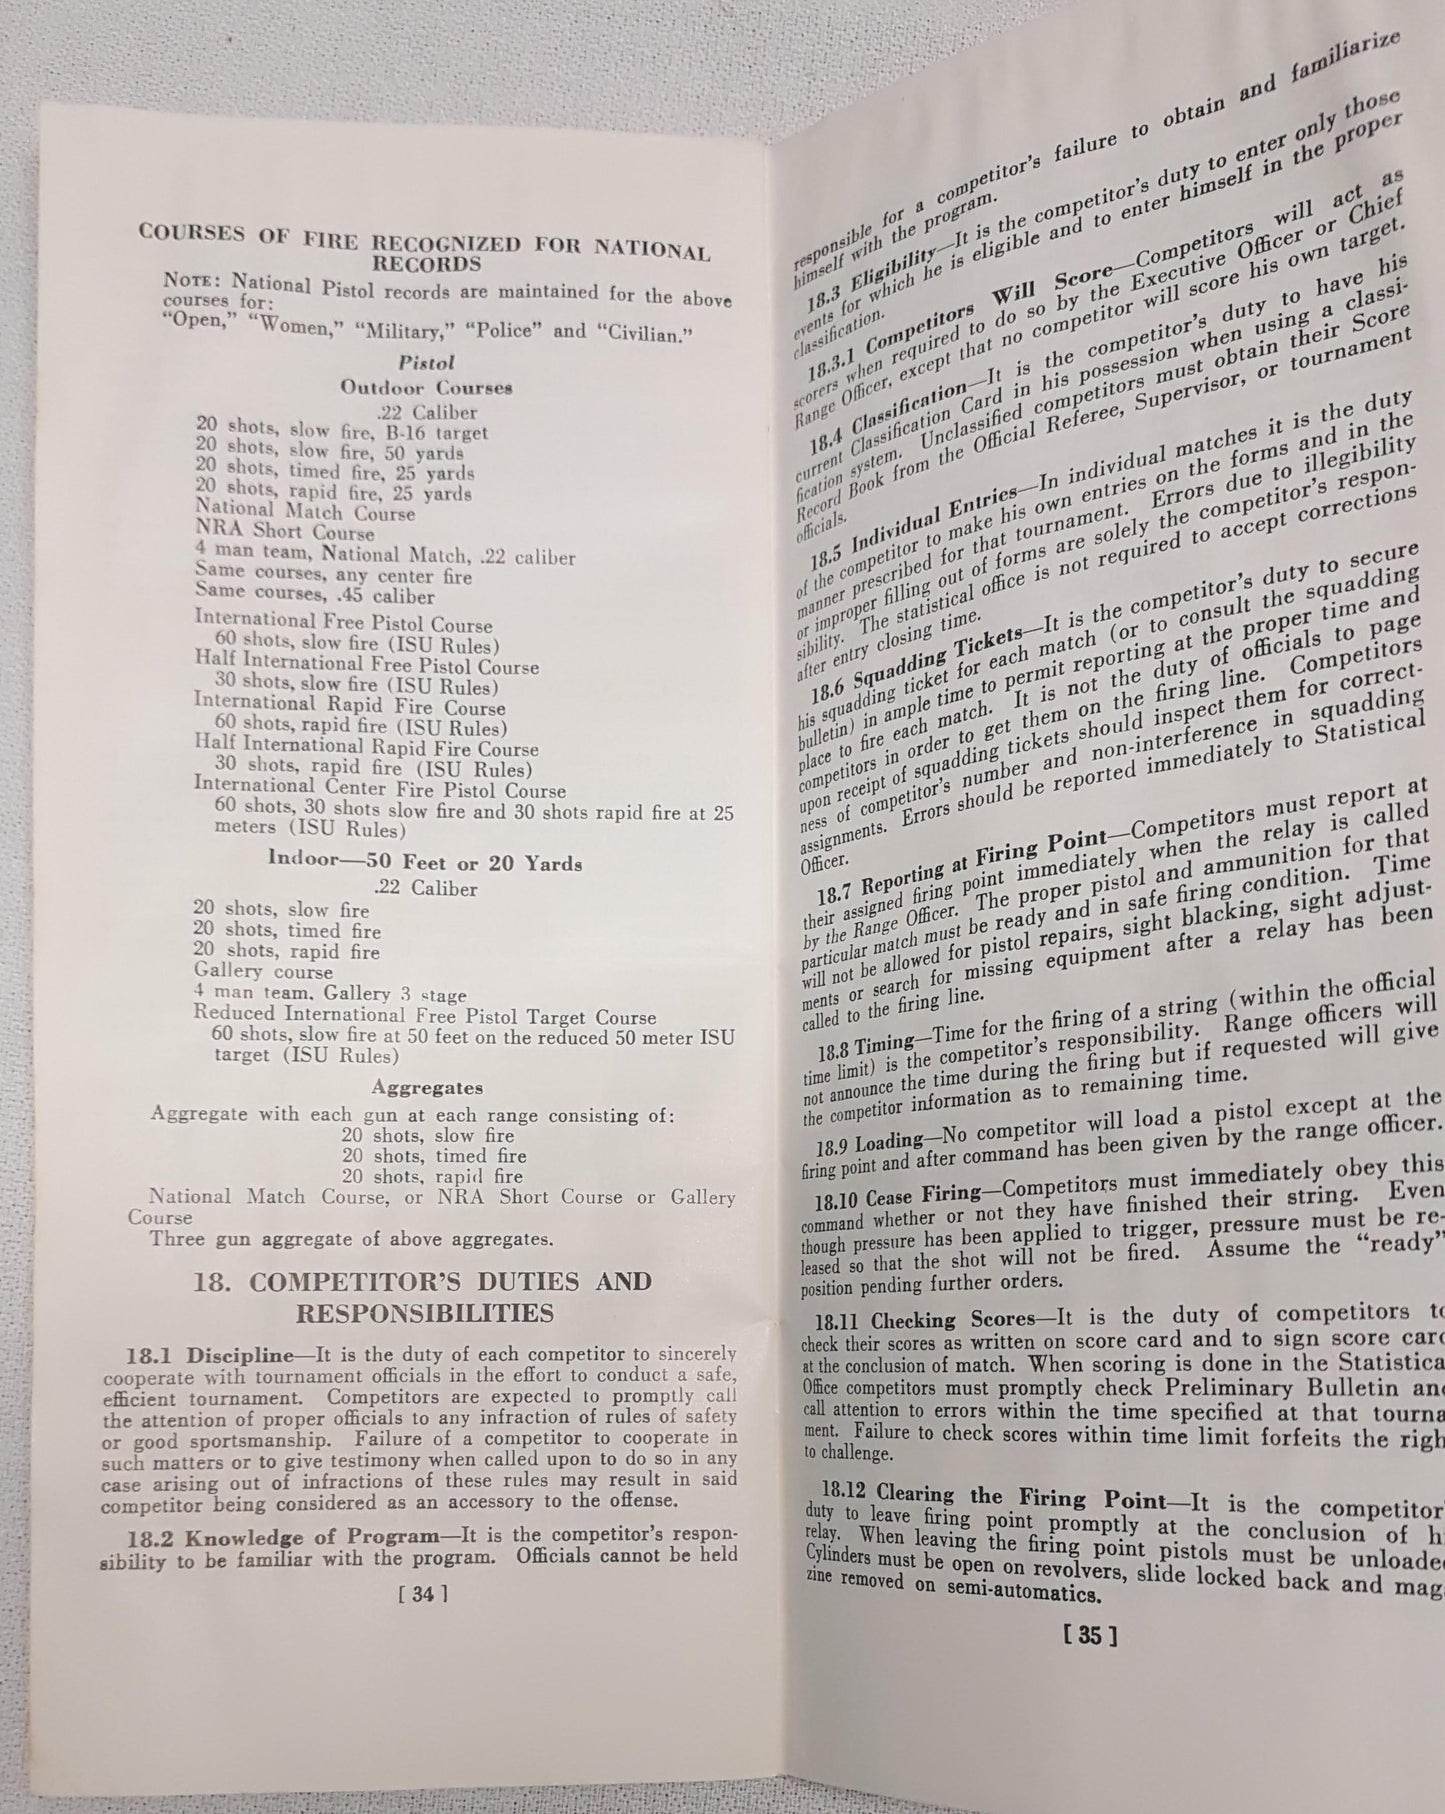 COURSES OF FIRE RECOGNIZED FOR NATIONAL
RECORDS
NOTE: National Pistol records are maintained for the above
courses for:
“Open,” “Women,” “Military,” “Police” and “Civilian.”
Pistol
Outdoor Courses
.22 Caliber
20 shots, slow fire, B-16 target
20 shots, slow fire, 50 yards
20 shots, timed fire, 25 yards
20 shots, rapid fire, 25 yards
National Match Course
NRA Short Course
4 man team, National Match, .22 caliber
Same courses, any center fire
Same courses, .45 caliber
International Free Pistol Course
60 shots, slow fire (ISU Rules)
Half International Free Pistol Course
30 shots, slow fire (ISU Rules)
International Rapid Fire Course
60 shots, rapid fire (ISU Rules)
Half International Rapid Fire Course
30 shots, rapid fire (ISU Rules)
International Center Fire Pistol Course
60 shots, 30 shots slow fire and 30 shots rapid fire at 25
meters (ISU Rules)
Indoor—50 Feet or 20 Yards
.22 Caliber
20 shots, slow fire
20 shots, timed fire
20 shots, rapid fire
Gallery course
4 man team. Gallery 3 stage
Reduced International Free Pistol Target Course
60 shots, slow fire at 50 feet on the reduced 50 meter ISU
target (ISU Rules)
Aggregates
Aggregate with each gun at each range consisting of:
20 shots, slow fire
20 shots, timed fire
20 shots, rapid fire
National Match Course, or NRA Short Course or Gallery
Course
Three gun aggregate of above aggregates.
18. COMPETITOR’S DUTIES AND
RESPONSIBILITIES
18.1 Discipline—It is the duty of each competitor to sincerely
cooperate with tournament officials in the effort to conduct a safe,
efficient tournament. Competitors are expected to promptly call
the attention of proper officials to any infraction of rules of safety
or good sportsmanship. Failure of a competitor to cooperate in
such matters or to give testimony when called upon to do so in any
case arising out of infractions of these rules may result in said
competitor being considered as an accessory to the offense.
18.2 Knowledge of Program—It is the competitor’s respon-
sibility to be familiar with the program. Officials cannot be held
[ 34 ]
responsible for a competitor’s failure to obtain and familiarize
himself with the program.
18.3 Eligibility—It is the competitor’s duty to enter only those
events for which he is eligible and to enter himself in the proper
classification.
18.3.1 Competitors Will Score—Competitors will act as
scorers when required to do so by the Executive Officer or Chief
Range Officer, except that no competitor will score his own target.
18.4 Classification—It is the competitor’s duty to have his
current Classification Card in his possession when using a classi-
fication system. Unclassified competitors must obtain their Score
Record Book from the Official Referee, Supervisor, or tournament
officials.
18.5 Individual Entries—In individual matches it is the duty
of the competitor to make his own entries on the forms and in the
manner prescribed for that tournament. Errors due to illegibility
or improper filling out of forms are solely the competitor’s respon-
sibility. The statistical office is not required to accept corrections
after entry closing time.
18.6 Squadding Tickets—It is the competitor’s duty to secure
his squadding ticket for each match (or to consult the squadding
bulletin) in ample time to permit reporting at the proper time and
place to fire each match. It is not the duty of officials to page
competitors in order to get them on the firing line. Competitors
upon receipt of squadding tickets should inspect them for correct-
ness of competitor’s number and non-interference in squadding
assignments. Errors should be reported immediately to Statistical
Officer.
18.7 Reporting at Firing Point—Competitors must report at
their assigned firing point immediately when the relay is called
by the Range Officer. The proper pistol and ammunition for that
particular match must be ready and in safe firing condition. Time
will not be allowed for pistol repairs, sight blacking, sight adjust-
ments or search for missing equipment after a relay has been
called to the firing line.
18.8 Timing—Time for the firing of a string (within the official
time limit) is the competitor’s responsibility. Range officers will
not announce the time during the firing but if requested will give
the competitor information as to remaining time.
18.9 Loading—No competitor will load a pistol except at the
firing point and after command has been given by the range officer.
18.10 Cease Firing—Competitors must immediately obey this
command whether or not they have finished their string. Even
though pressure has been applied to trigger, pressure must be re-
leased so that the shot will not be fired. Assume the “ready”
position pending further orders.
18.11 Checking Scores—It is the duty of competitors to
check their scores as written on score card and to sign score card
at the conclusion of match. When scoring is done in the Statistica
Office competitors must promptly check Preliminary Bulletin and
call attention to errors within the time specified at that tourna
ment. Failure to check scores within time limit forfeits the righ
to challenge.
18.12 Clearing the Firing Point—It is the competitor’
duty to leave firing point promptly at the conclusion of hi
relay. When leaving the firing point pistols must be unloaded
Cylinders must be open on revolvers, slide locked back and mag
zine removed on semi-automatics.
[ 35 ]